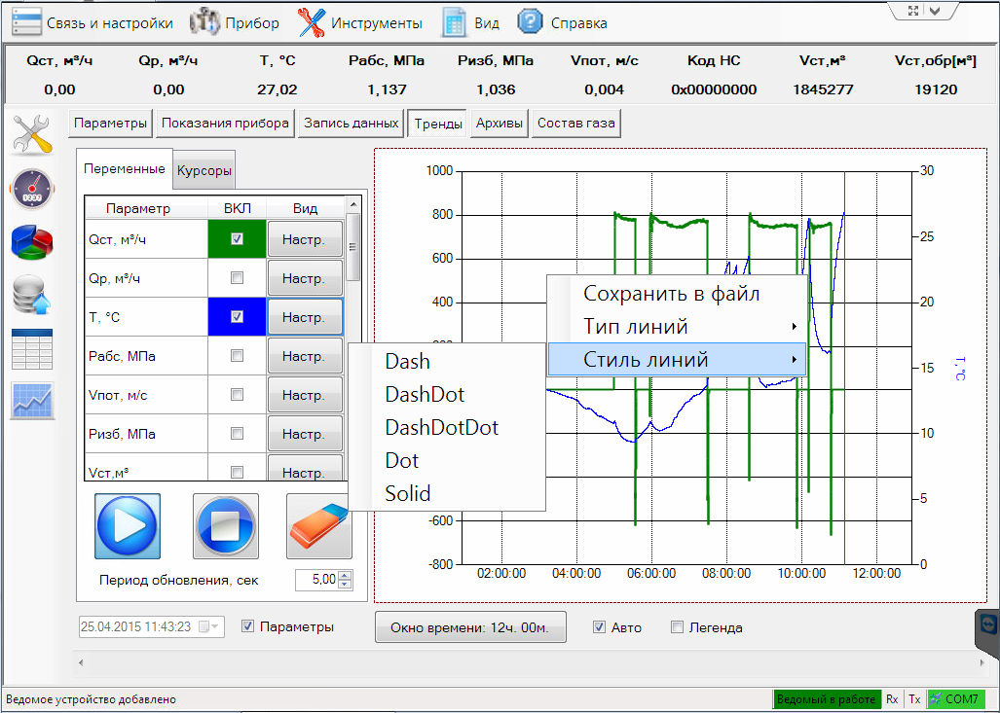 Связь и настройки Прибор Инструменты Вид Справка
Qст, м³/ч Qр, м³/ч Т, °С Рабс, МПа Ризб, МПа Vпот, м/с Код НС Vст,м³ Vст,обр[м³]
0,00 0,00 27,02 1,137 1,036 0,004 0x00000000 1845277 19120
Параметры Показания прибора Запись данных Тренды Архивы Состав газа
Переменные Курсоры
Параметр ВКЛ Вид
Qст, м³/ч Настр.
Qр, м³/ч Настр.
Т, °С Настр.
Рабс, МПа Настр.
Vпот, м/с Настр.
Ризб, МПа Настр.
Vст,м³ Настр.
Период обновления, сек 5,00
1000
800
600
400
-600
-800
30
25
20
15
10
5
0
Т, °С
02:00:00 04:00:00 06:00:00 08:00:00 10:00:00 12:00:00
Сохранить в файл
Тип линий
Стиль линий
Dash
DashDot
DashDotDot
Dot
Solid
25.04.2015 11:43:23 Параметры Окно времени: 12ч. 00м. Авто Легенда
Ведомое устройство добавлено Ведомый в работе Rx Tx COM7